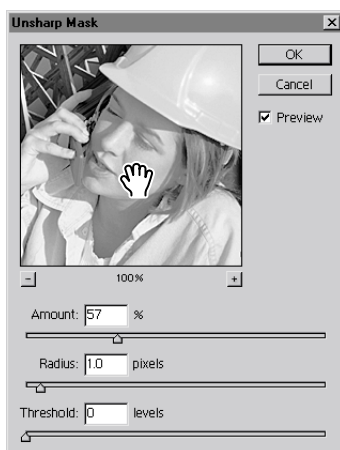 Unsharp Mask
OK
Cancel
Preview
- 100% +
Amount: 57 %
Radius: 1.0 pixels
Threshold: 0 levels